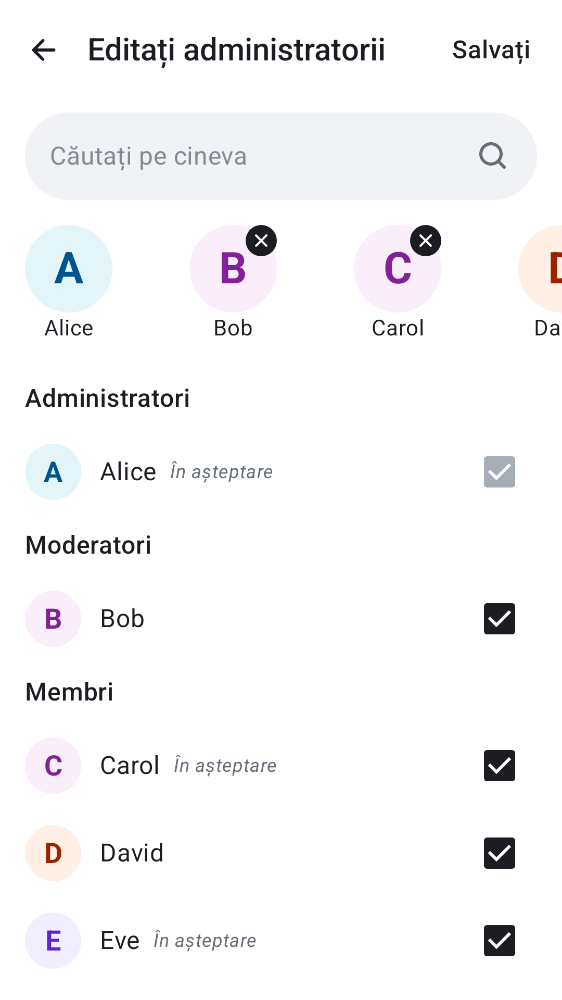 Editați administratorii
Salvați
Căutați pe cineva
A
B
C
D
Alice
Bob
Carol
Da
Administratori
A
Alice În așteptare
Moderatori
B
Bob
Membri
C
Carol În așteptare
D
David
E
Eve În așteptare